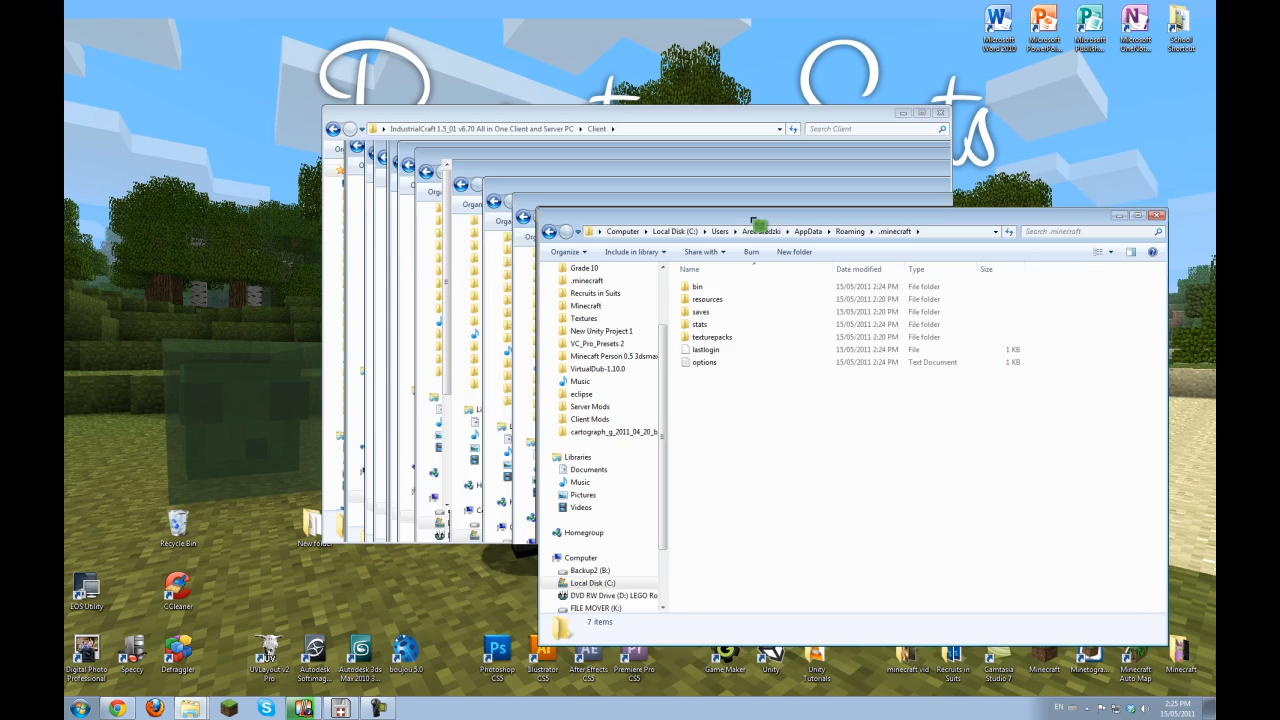 Microsoft Word 2010
Microsoft PowerPoi...
Microsoft Publish...
Microsoft OneNot...
School Shortcut
IndustrialCraft 1.5_01 v6.70 All in One Client and Server PC ▸ Client ▸
Search Client
Computer ▸ Local Disk (C:) ▸ Users ▸ AppData ▸ Roaming ▸ .minecraft ▸
Search .minecraft
Organize
Include in library
Share with
Burn
New folder
Name
Date modified
Type
Size
Grade 10
.minecraft
Recruits in Suits
Minecraft
Textures
New Unity Project 1
VC_Pro_Presets 2
Minecaft Person 0.5 3dsmax
VirtualDub-1.10.0
Music
eclipse
Server Mods
Client Mods
cartograph_g_2011_04_20_b
Libraries
Documents
Music
Pictures
Videos
Homegroup
Computer
Backup2 (B:)
Local Disk (C:)
DVD RW Drive (D:) LEGO Ro
FILE MOVER (K:)
bin 15/05/2011 2:24 PM File folder
resources 15/05/2011 2:20 PM File folder
saves 15/05/2011 2:20 PM File folder
stats 15/05/2011 2:24 PM File folder
texturepacks 15/05/2011 2:20 PM File folder
lastlogin 15/05/2011 2:24 PM File 1 KB
options 15/05/2011 2:24 PM Text Document 1 KB
7 items
Recycle Bin
New folder
EOS Utility
CCleaner
Digital Photo Professional
Speccy
Defraggler
UVLayout v2 Pro
Autodesk Softimag...
Autodesk 3ds Max 2010 3...
boujou 5.0
Photoshop CS5
Illustrator CS5
After Effects CS5
Premiere Pro CS5
Game Maker
Unity
Unity Tutorials
minecraft vid
Recruits in Suits
Camtasia Studio 7
Minecraft
Minetogra...
Minecraft Auto Map
Minecraft
EN
2:25 PM
15/05/2011